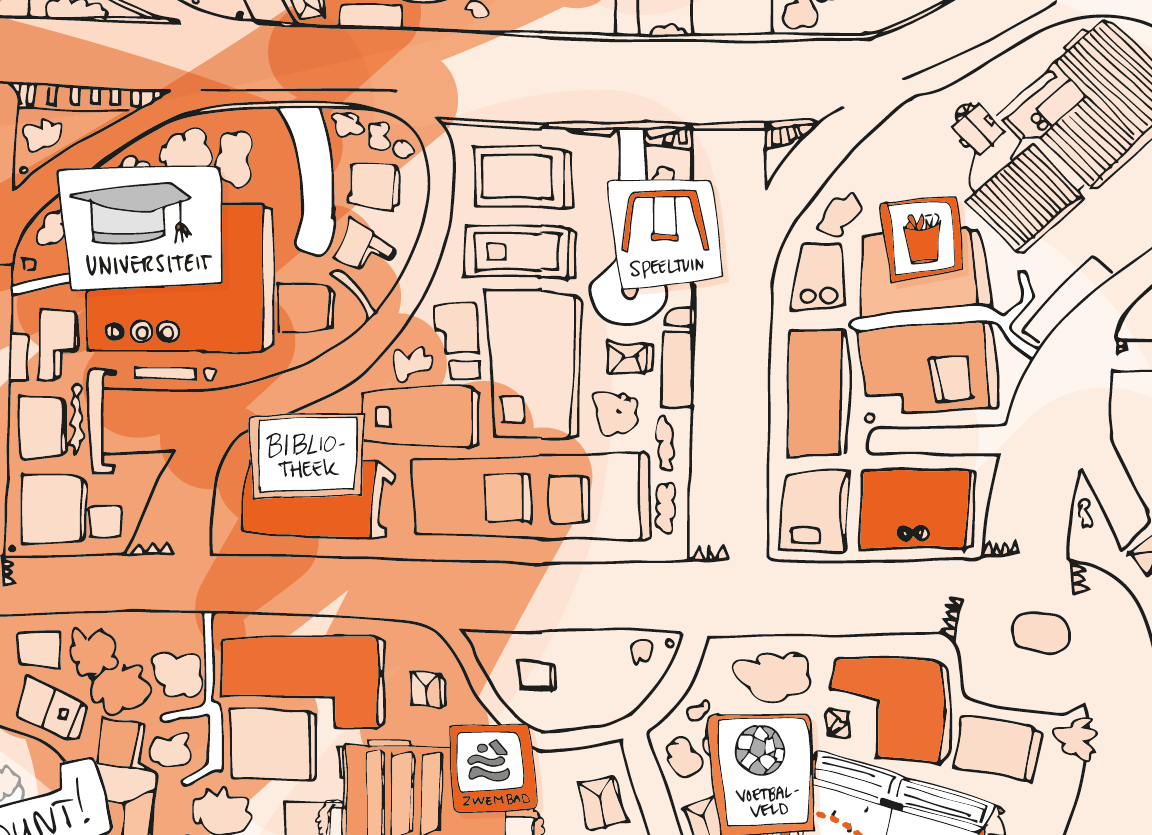 UNIVERSITEIT
SPEELTUIN
BIBLIO-
THEEK
ZWEMBAD
VOETBAL-
VELD